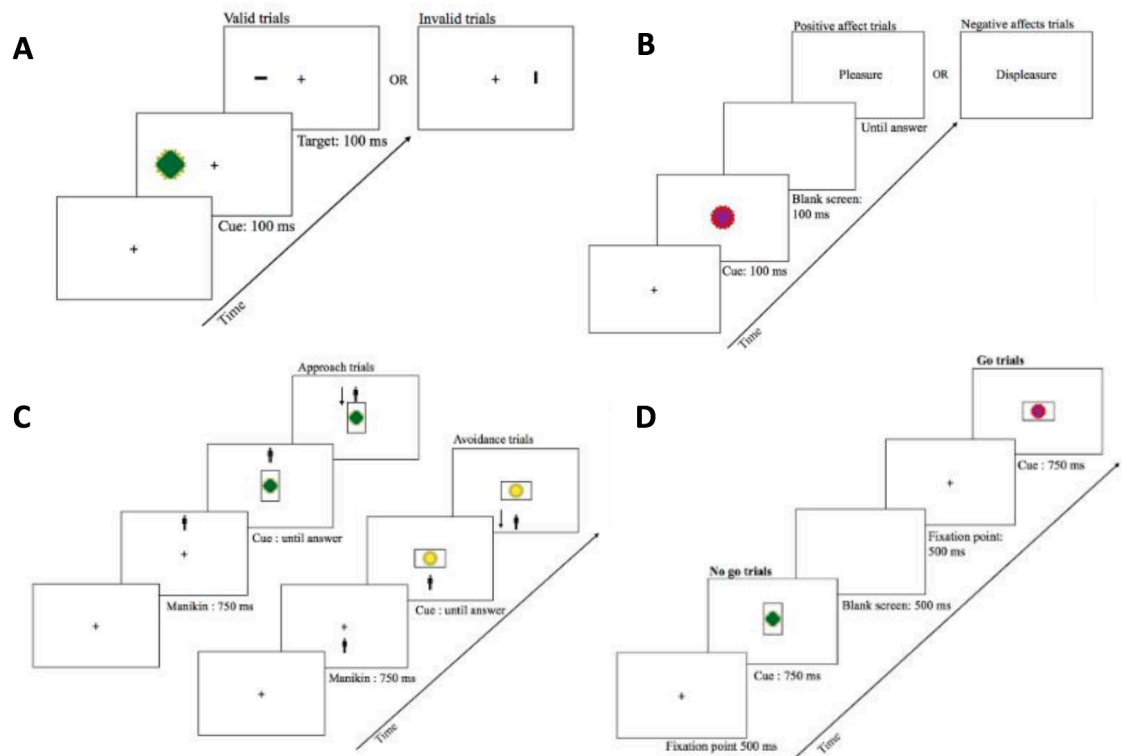 A
Valid trials
Invalid trials
OR
Target: 100 ms
Cue: 100 ms
Time
B
Positive affect trials
Negative affects trials
Pleasure
OR
Displeasure
Until answer
Blank screen:
100 ms
Cue: 100 ms
Time
C
Approach trials
Avoidance trials
Cue : until answer
Manikin : 750 ms
Cue : until answer
Manikin : 750 ms
Time
D
Go trials
Cue : 750 ms
Fixation point:
500 ms
No go trials
Blank screen: 500 ms
Cue : 750 ms
Fixation point 500 ms
Time